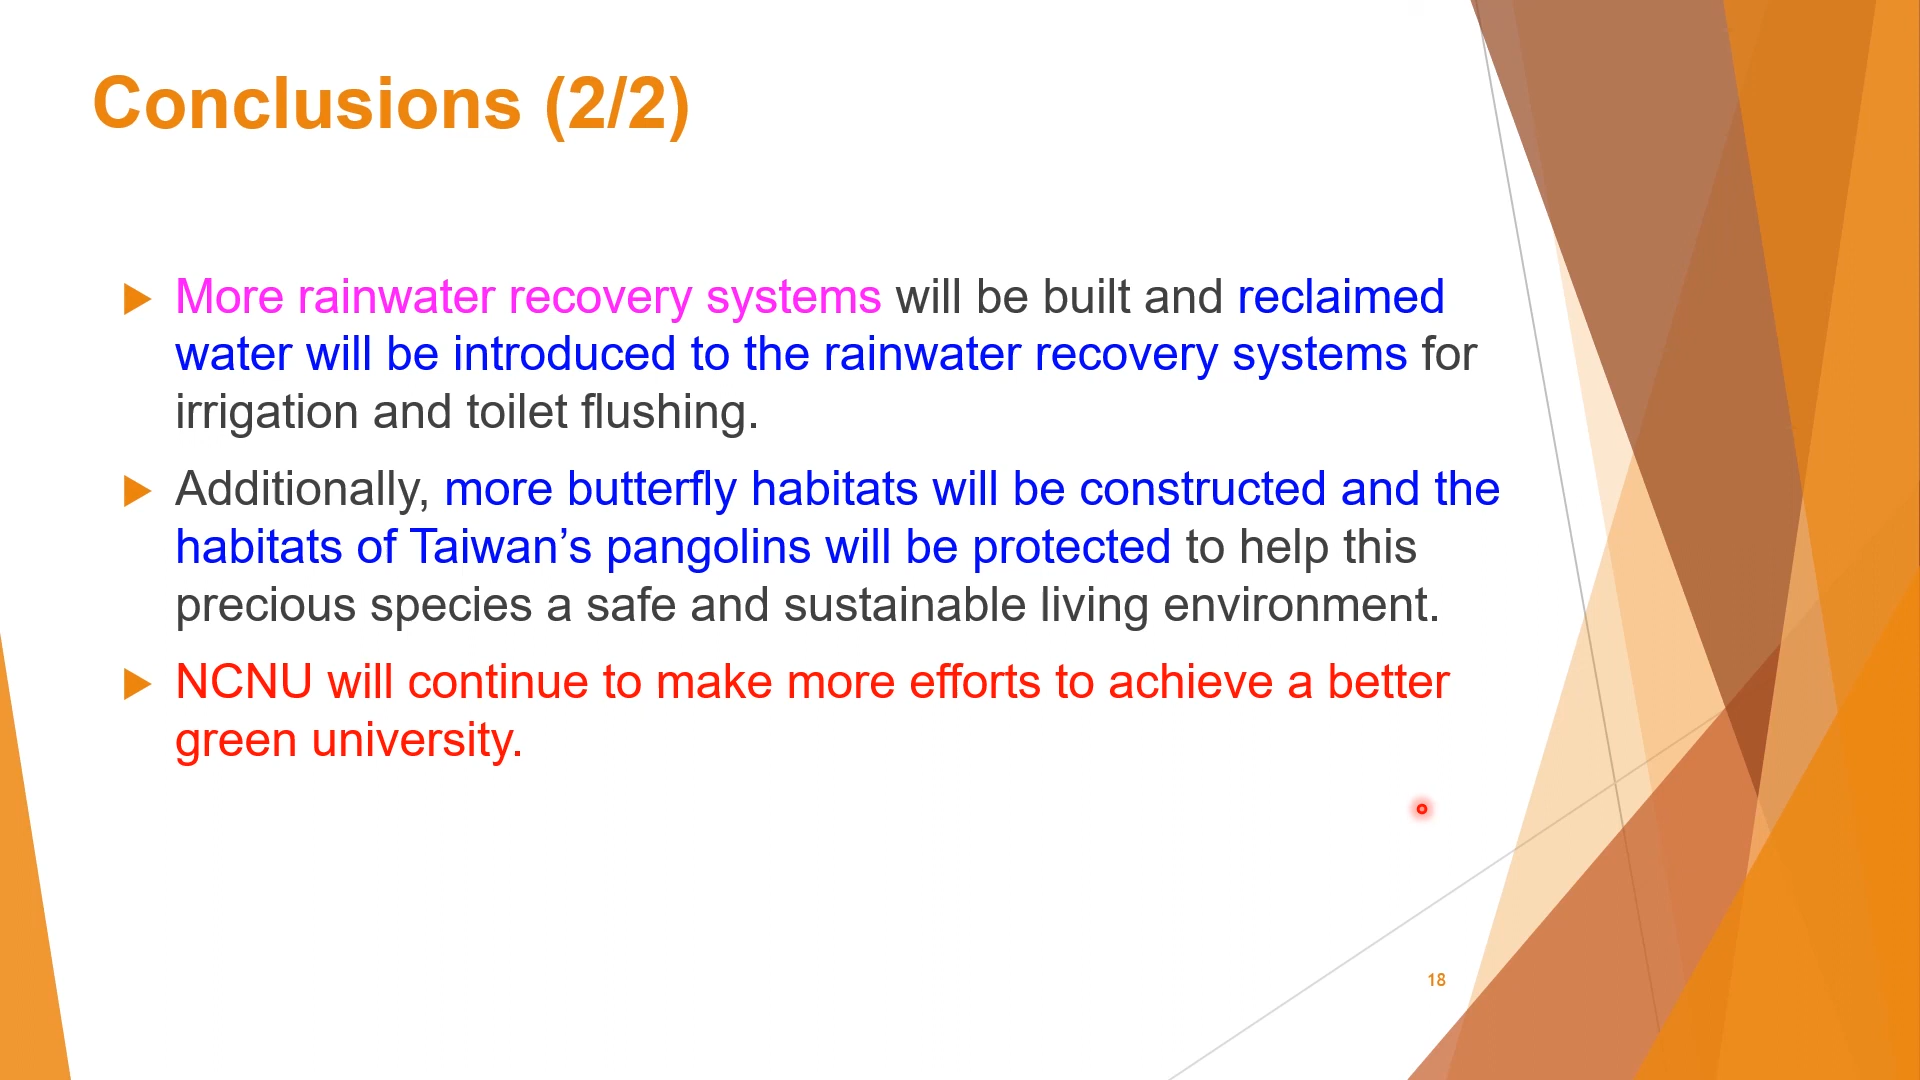 Conclusions (2/2)
More rainwater recovery systems will be built and reclaimed
water will be introduced to the rainwater recovery systems for
irrigation and toilet flushing.
Additionally, more butterfly habitats will be constructed and the
habitats of Taiwan’s pangolins will be protected to help this
precious species a safe and sustainable living environment.
NCNU will continue to make more efforts to achieve a better
green university.
18